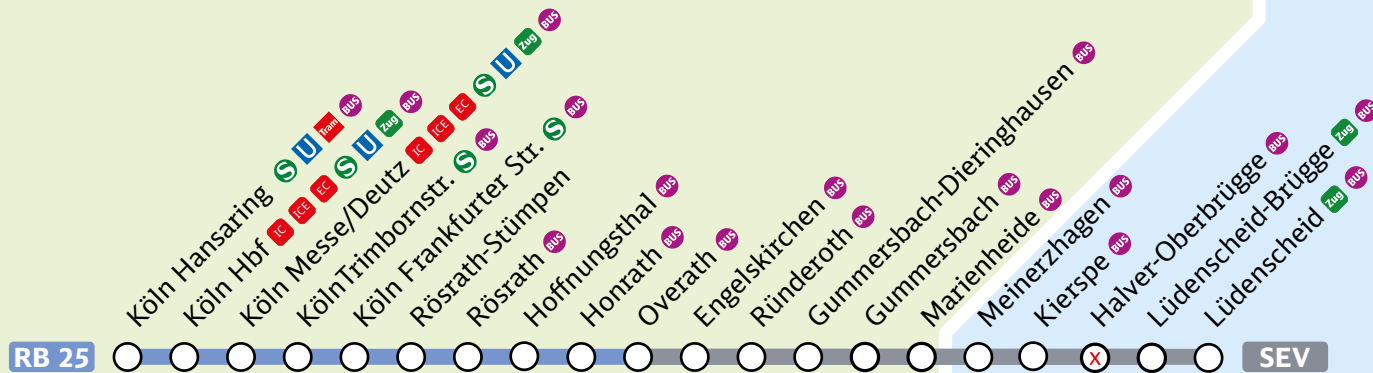 Köln Hansaring S U Tram BUS
Köln Hbf IC ICE EC S U Zug BUS
Köln Messe/Deutz IC ICE EC S U Zug BUS
KölnTrimbornstr. S BUS
Köln Frankfurter Str. S BUS
Rösrath-Stümpen
Rösrath BUS
Hoffnungsthal BUS
Honrath BUS
Overath BUS
Engelskirchen BUS
Ründeroth BUS
Gummersbach-Dieringhausen BUS
Gummersbach BUS
Marienheide BUS
Meinerzhagen BUS
Kierspe BUS
Halver-Oberbrügge BUS
Lüdenscheid-Brügge Zug BUS
Lüdenscheid Zug BUS
RB 25 X SEV